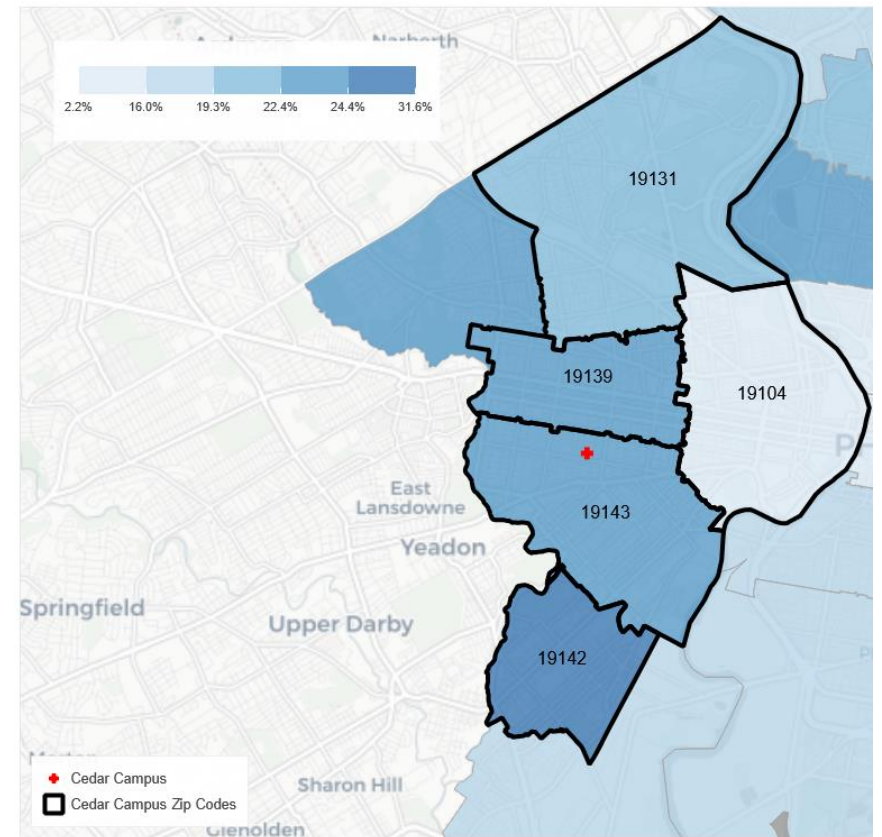 Narberth
2.2% 16.0% 19.3% 22.4% 24.4% 31.6%
19131
19139
19104
East
Lansdowne
19143
Yeadon
Springfield
Upper Darby
19142
Cedar Campus
Sharon Hill
Cedar Campus Zip Codes
Glenolden